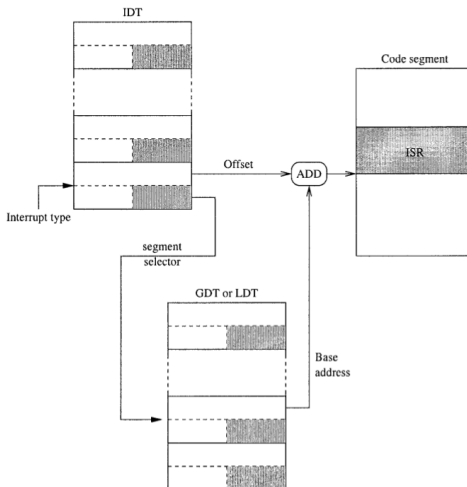 IDT
Code segment
ISR
Offset
ADD
Interrupt type
segment
selector
GDT or LDT
Base
address